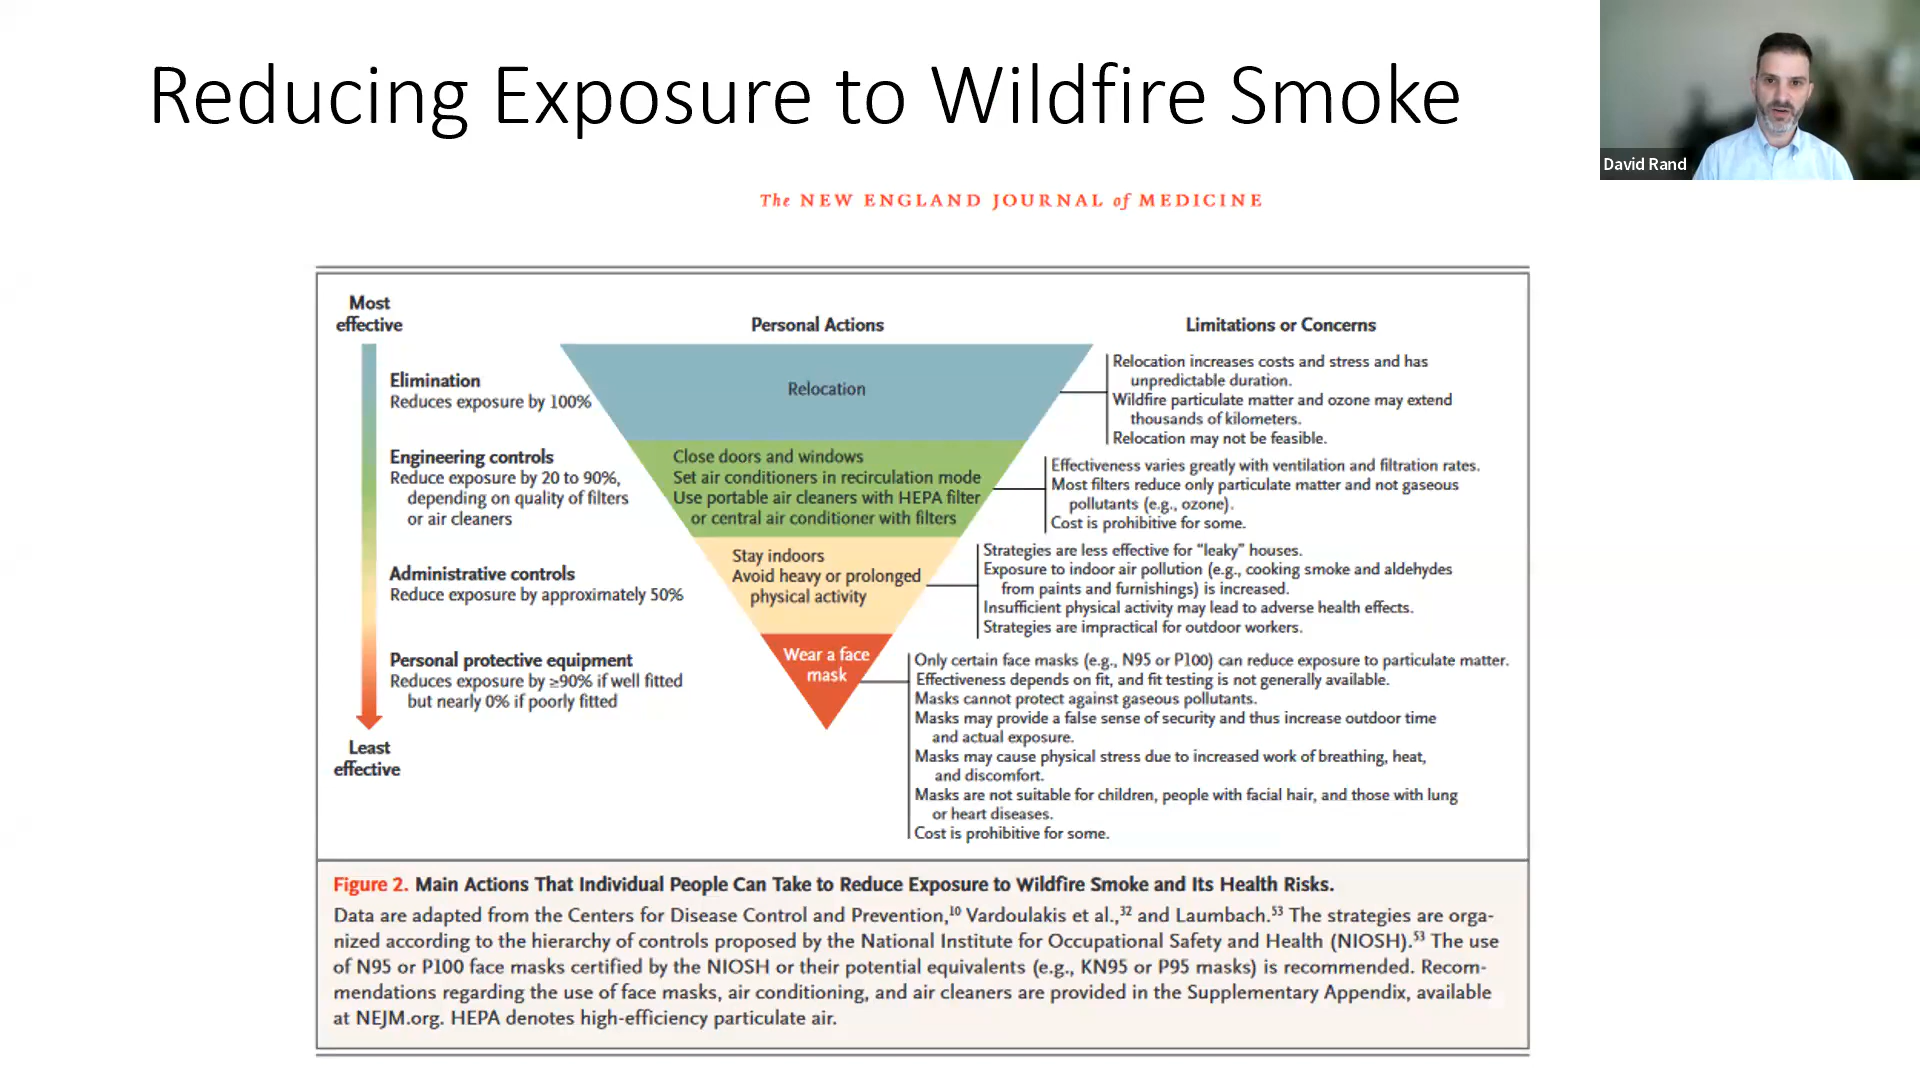 Reducing Exposure to Wildfire Smoke
David Rand
The NEW ENGLAND JOURNAL of MEDICINE
Most
effective
Personal Actions
Limitations or Concerns
Elimination
Reduces exposure by 100%
Relocation
Relocation increases costs and stress and has
unpredictable duration.
Wildfire particulate matter and ozone may extend
thousands of kilometers.
Relocation may not be feasible.
Engineering controls
Reduce exposure by 20 to 90%,
depending on quality of filters
or air cleaners
Close doors and windows
Set air conditioners in recirculation mode
Use portable air cleaners with HEPA filter
or central air conditioner with filters
Effectiveness varies greatly with ventilation and filtration rates.
Most filters reduce only particulate matter and not gaseous
pollutants (e.g., ozone).
Cost is prohibitive for some.
Administrative controls
Reduce exposure by approximately 50%
Stay indoors
Avoid heavy or prolonged
physical activity
Strategies are less effective for “leaky” houses.
Exposure to indoor air pollution (e.g., cooking smoke and aldehydes
from paints and furnishings) is increased.
Insufficient physical activity may lead to adverse health effects.
Strategies are impractical for outdoor workers.
Personal protective equipment
Reduces exposure by ≥90% if well fitted
but nearly 0% if poorly fitted
Wear a face
mask
Only certain face masks (e.g., N95 or P100) can reduce exposure to particulate matter.
Effectiveness depends on fit, and fit testing is not generally available.
Masks cannot protect against gaseous pollutants.
Masks may provide a false sense of security and thus increase outdoor time
and actual exposure.
Masks may cause physical stress due to increased work of breathing, heat,
and discomfort.
Masks are not suitable for children, people with facial hair, and those with lung
or heart diseases.
Cost is prohibitive for some.
Least
effective
Figure 2. Main Actions That Individual People Can Take to Reduce Exposure to Wildfire Smoke and Its Health Risks.
Data are adapted from the Centers for Disease Control and Prevention,¹⁰ Vardoulakis et al.,³² and Laumbach.⁵³ The strategies are orga-
nized according to the hierarchy of controls proposed by the National Institute for Occupational Safety and Health (NIOSH).⁵³ The use
of N95 or P100 face masks certified by the NIOSH or their potential equivalents (e.g., KN95 or P95 masks) is recommended. Recom-
mendations regarding the use of face masks, air conditioning, and air cleaners are provided in the Supplementary Appendix, available
at NEJM.org. HEPA denotes high-efficiency particulate air.